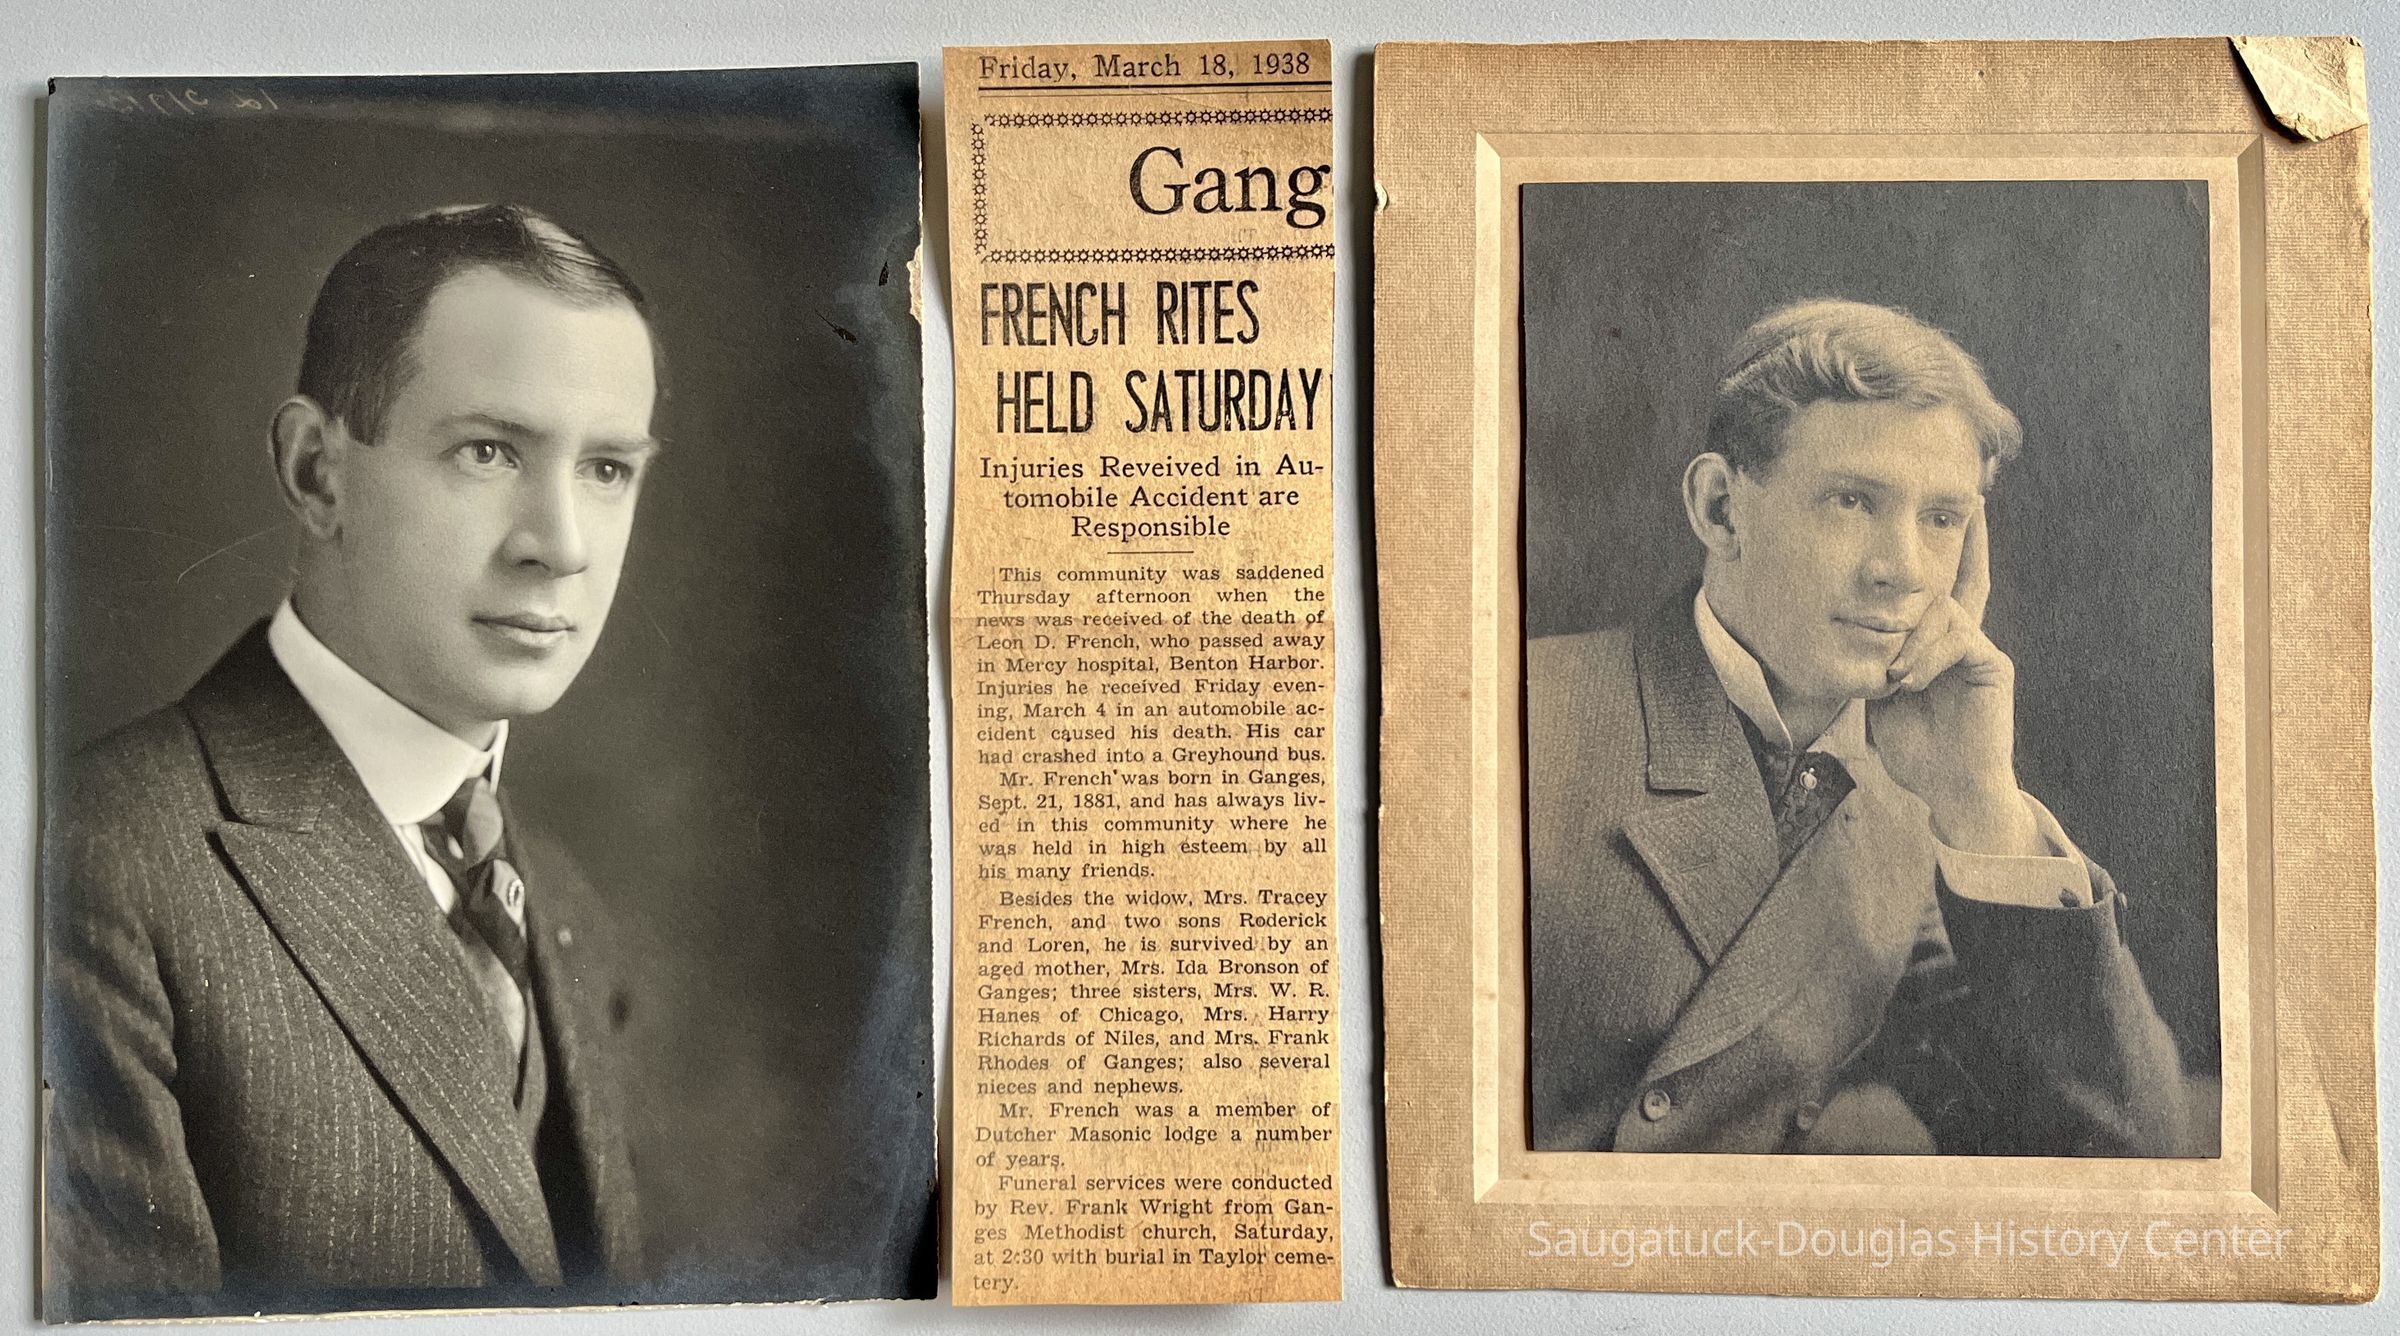 Friday, March 18, 1938
Gang
FRENCH RITES
HELD SATURDAY
Injuries Reveived in Au-
tomobile Accident are
Responsible
This community was saddened
Thursday afternoon when the
news was received of the death of
Leon D. French, who passed away
in Mercy hospital, Benton Harbor.
Injuries he received Friday even-
ing, March 4 in an automobile ac-
cident caused his death. His car
had crashed into a Greyhound bus.
Mr. French was born in Ganges,
Sept. 21, 1881, and has always liv-
ed in this community where he
was held in high esteem by all
his many friends.
Besides the widow, Mrs. Tracey
French, and two sons Roderick
and Loren, he is survived by an
aged mother, Mrs. Ida Bronson of
Ganges; three sisters, Mrs. W. R.
Hanes of Chicago, Mrs. Harry
Richards of Niles, and Mrs. Frank
Rhodes of Ganges; also several
nieces and nephews.
Mr. French was a member of
Dutcher Masonic lodge a number
of years.
Funeral services were conducted
by Rev. Frank Wright from Gan-
ges Methodist church, Saturday,
at 2:30 with burial in Taylor ceme-
tery.
Saugatuck-Douglas History Center